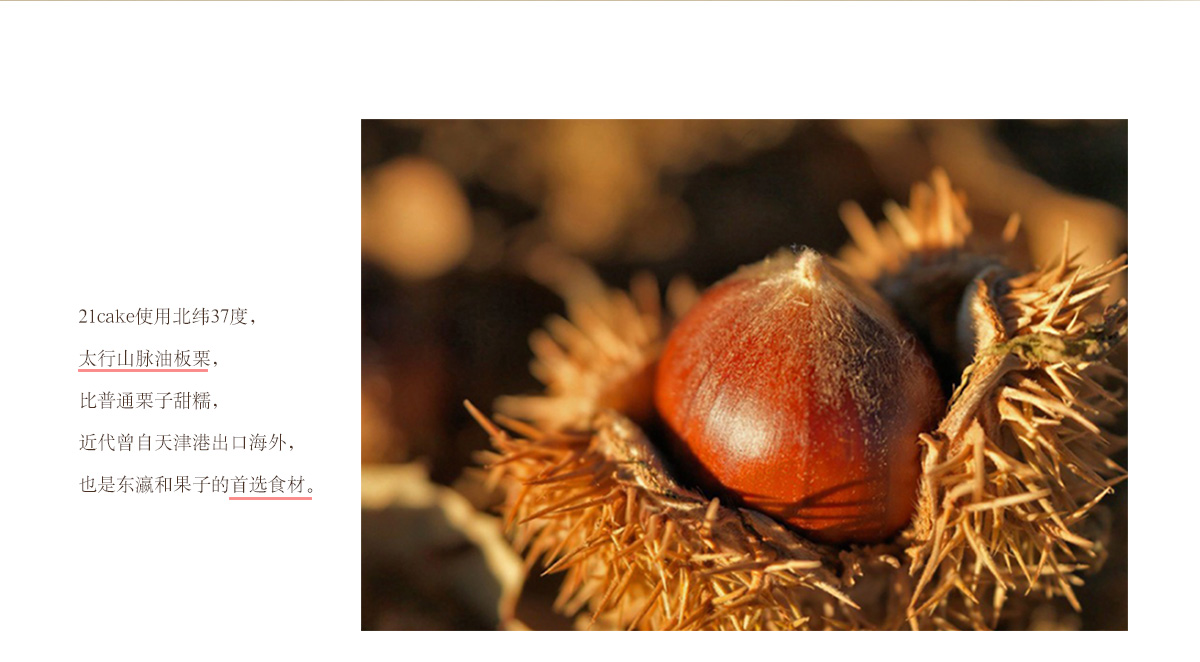 21cake使用北纬37度，
太行山脉油板栗，
比普通栗子甜糯，
近代曾自天津港出口海外，
也是东瀛和果子的首选食材。